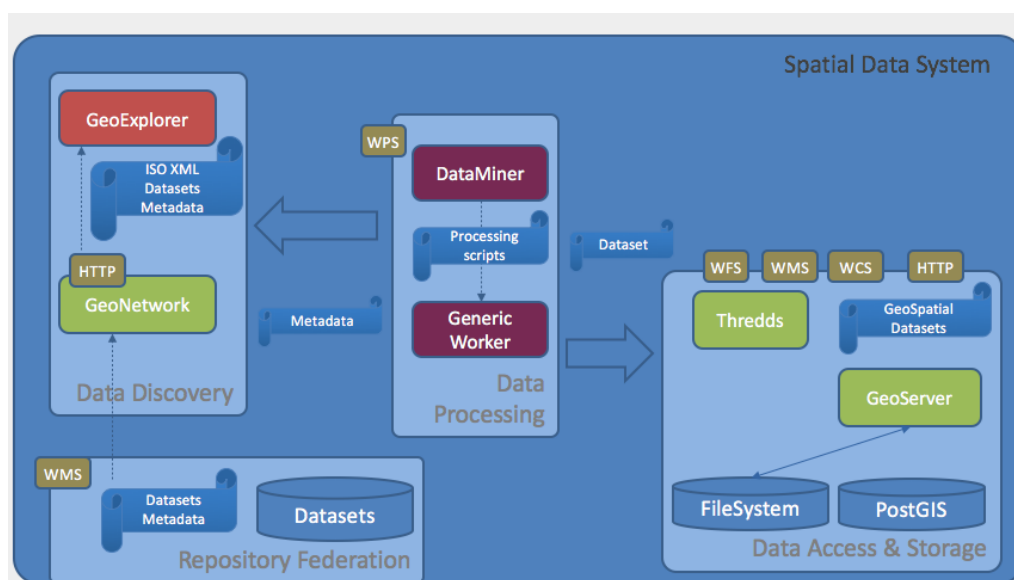 Spatial Data System
GeoExplorer
ISO XML
Datasets
Metadata
HTTP
GeoNetwork
Data Discovery
WPS
DataMiner
Processing
scripts
Generic
Worker
Data
Processing
Metadata
Dataset
WFS
WMS
WCS
HTTP
Thredds
GeoSpatial
Datasets
GeoServer
FileSystem
PostGIS
Data Access & Storage
WMS
Datasets
Metadata
Datasets
Repository Federation